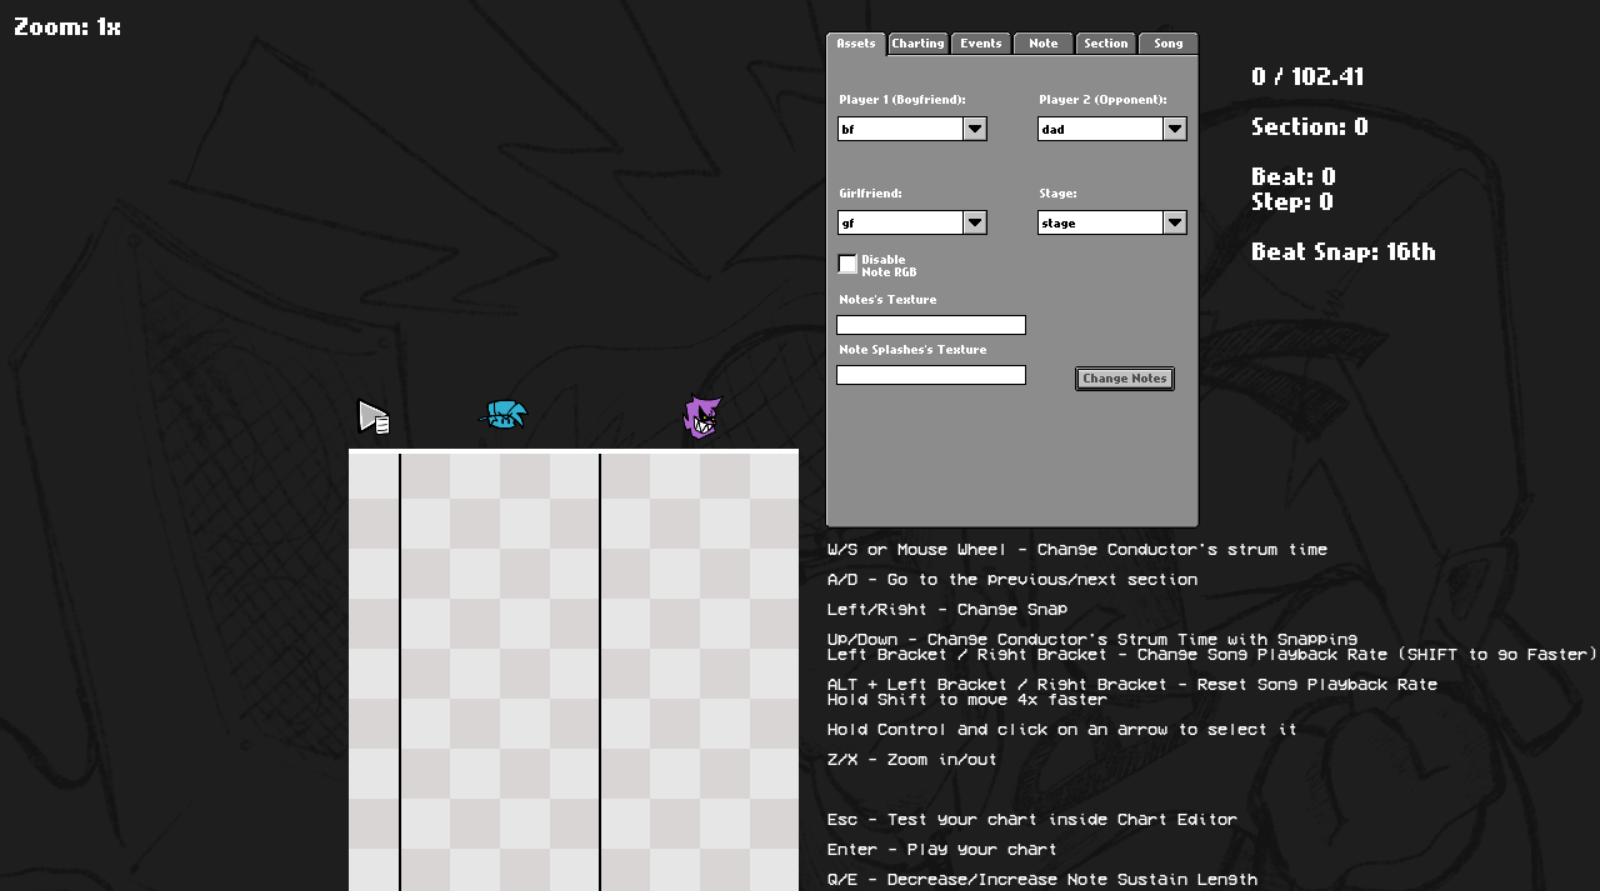 Zoom: 1x
Assets
Charting
Events
Note
Section
Song
Player 1 (Boyfriend):
Player 2 (Opponent):
bf
dad
Girlfriend:
Stage:
gf
stage
Disable
Note RGB
Notes's Texture
Note Splashes's Texture
Change Notes
0 / 102.41
Section: 0
Beat: 0
Step: 0
Beat Snap: 16th
W/S or Mouse Wheel - Change Conductor's strum time
A/D - Go to the previous/next section
Left/Right - Change Snap
Up/Down - Change Conductor's Strum Time with Snapping
Left Bracket / Right Bracket - Change Song Playback Rate (SHIFT to go Faster)
ALT + Left Bracket / Right Bracket - Reset Song Playback Rate
Hold Shift to move 4x faster
Hold Control and click on an arrow to select it
Z/X - Zoom in/out
Esc - Test your chart inside Chart Editor
Enter - Play your chart
Q/E - Decrease/Increase Note Sustain Length